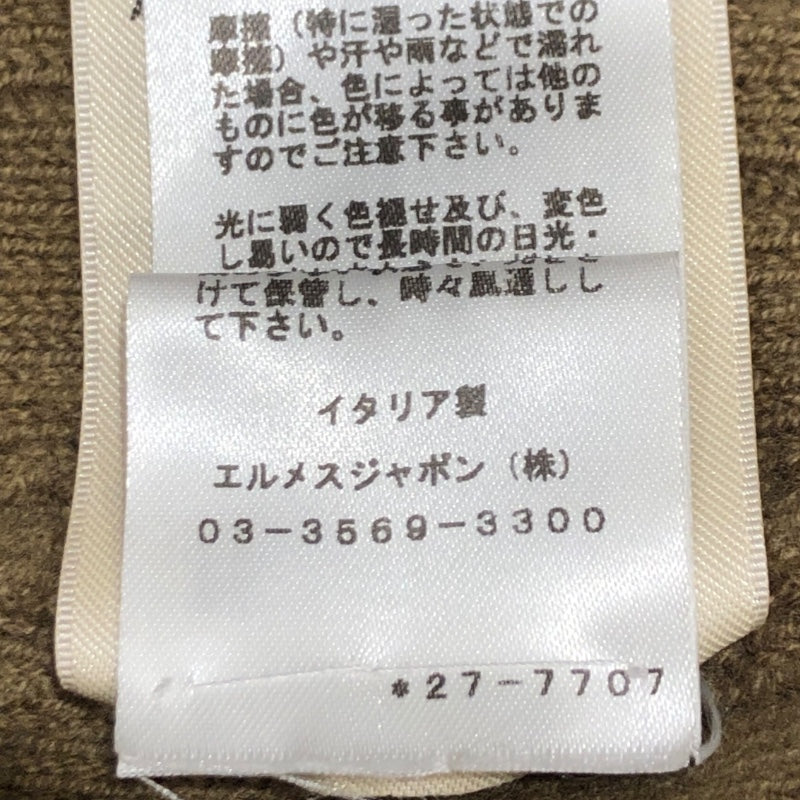 摩擦（特に湿った状態での
摩擦）や汗や雨などで濡れ
た場合、色によっては他の
ものに色が移る事がありま
すのでご注意下さい。
光に弱く色褪せ及び、変色
し易いので長時間の日光・
けて保管し、時々風通しし
て下さい。
イタリア製
エルメスジャポン（株）
03-3569-3300
*27-7707